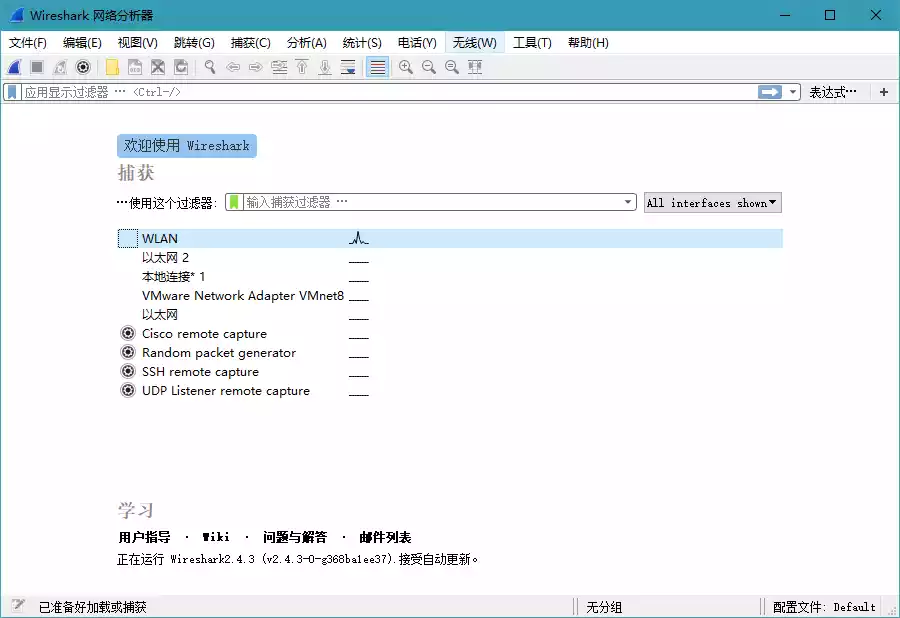 Wireshark 网络分析器
文件(F) 编辑(E) 视图(V) 跳转(G) 捕获(C) 分析(A) 统计(S) 电话(Y) 无线(W) 工具(T) 帮助(H)
应用显示过滤器 … <Ctrl-/> 表达式… +
欢迎使用 Wireshark
捕获
…使用这个过滤器: 输入捕获过滤器 … All interfaces shown
WLAN
以太网 2
本地连接* 1
VMware Network Adapter VMnet8
以太网
Cisco remote capture
Random packet generator
SSH remote capture
UDP Listener remote capture
学习
用户指导 · Wiki · 问题与解答 · 邮件列表
正在运行 Wireshark2.4.3 (v2.4.3-0-g368ba1ee37).接受自动更新。
已准备好加载或捕获 无分组 配置文件: Default